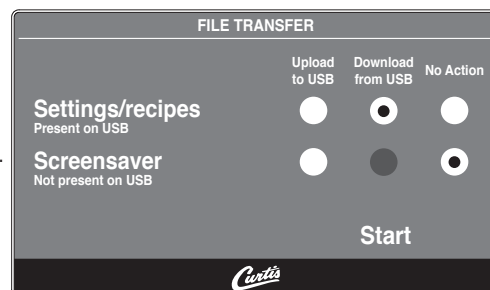 FILE TRANSFER
Upload to USB
Download from USB
No Action
Settings/recipes
Present on USB
Screensaver
Not present on USB
Start
Curtis